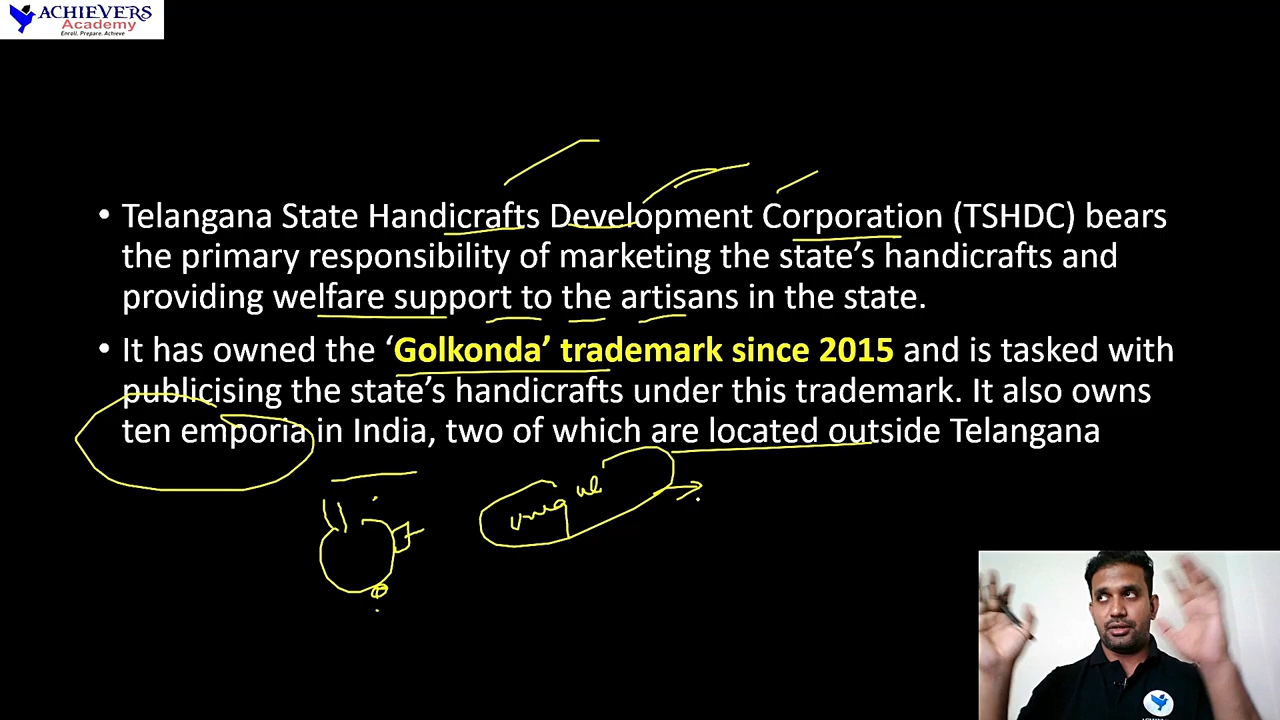 ACHIEVERS
Academy
Enroll. Prepare. Achieve
• Telangana State Handicrafts Development Corporation (TSHDC) bears
the primary responsibility of marketing the state’s handicrafts and
providing welfare support to the artisans in the state.
• It has owned the ‘Golkonda’ trademark since 2015 and is tasked with
publicising the state’s handicrafts under this trademark. It also owns
ten emporia in India, two of which are located outside Telangana
unique